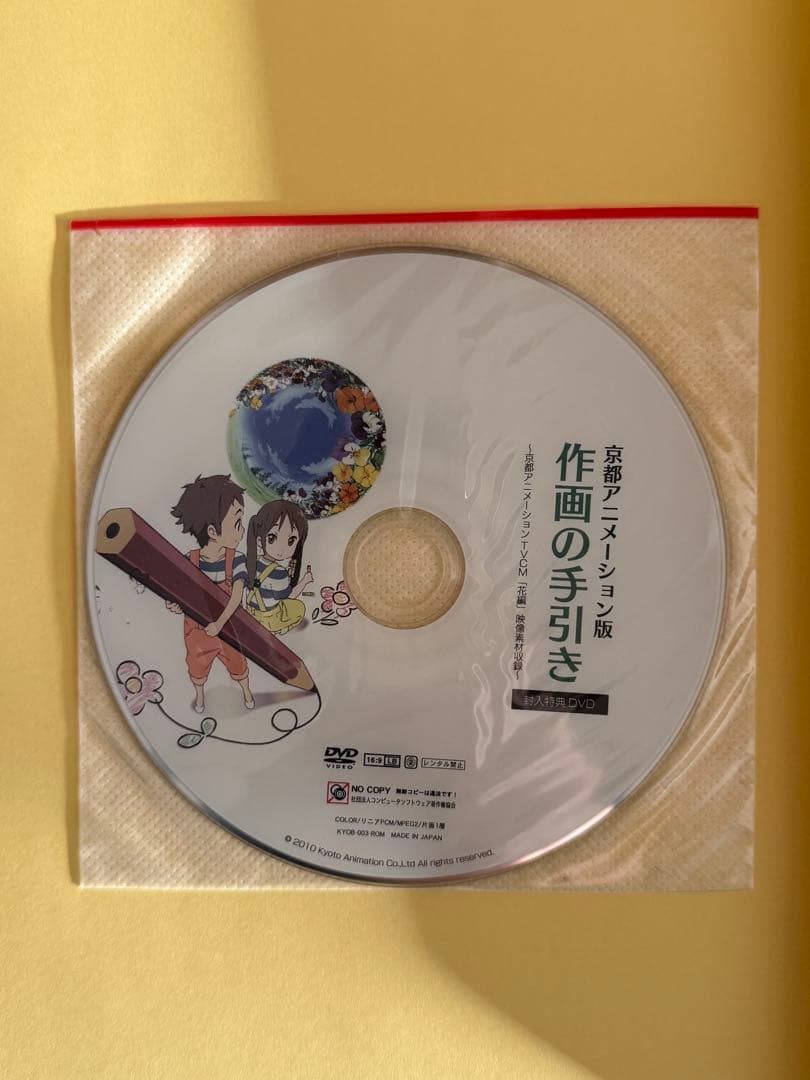 京都アニメーション版
作画の手引き
～京都アニメーションTVCM「花編」映像素材収録～
封入特典DVD
DVD
VIDEO
16:9 LB 2 レンタル禁止
NO COPY 無断コピーは違法です!
社団法人コンピュータソフトウェア著作権協会
COLOR/リニアPCM/MPEG2/片面1層
KYOB-003-ROM MADE IN JAPAN
© 2010 Kyoto Animation Co.,Ltd All rights reserved.